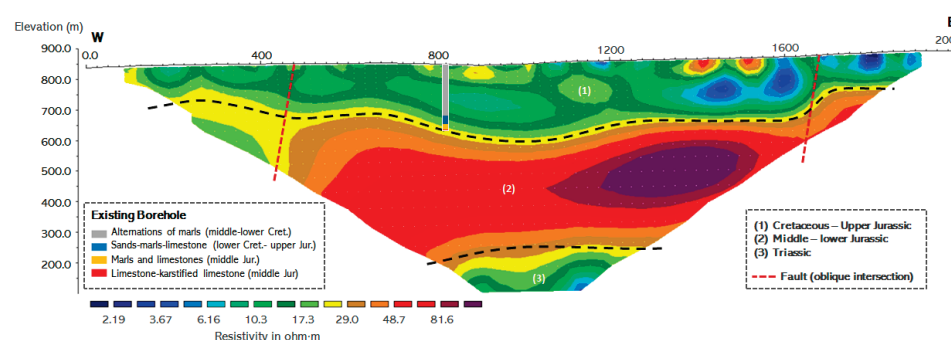 Elevation (m)
W
E
900.0
0.0
400
800
1200
1600
200
800.0
700.0
600.0
500.0
400.0
300.0
200.0
(1)
(2)
(3)
Existing Borehole
Alternations of marls (middle-lower Cret.)
Sands-marls-limestone (lower Cret.- upper Jur.)
Marls and limestones (middle Jur.)
Limestone-karstified limestone (middle Jur)
(1) Cretaceous – Upper Jurassic
(2) Middle – lower Jurassic
(3) Triassic
Fault (oblique intersection)
2.19 3.67 6.16 10.3 17.3 29.0 48.7 81.6
Resistivity in ohm·m